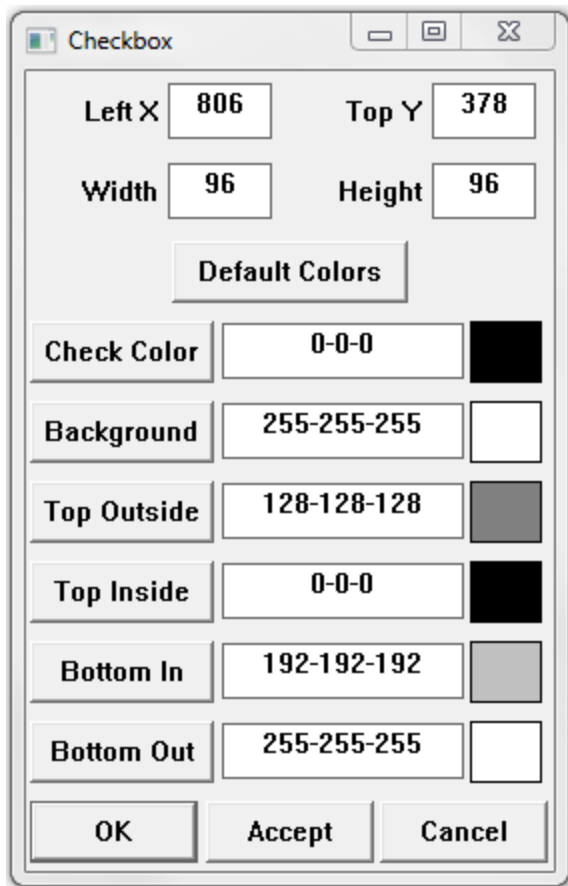 Checkbox
Left X 806 Top Y 378
Width 96 Height 96
Default Colors
Check Color 0-0-0
Background 255-255-255
Top Outside 128-128-128
Top Inside 0-0-0
Bottom In 192-192-192
Bottom Out 255-255-255
OK Accept Cancel